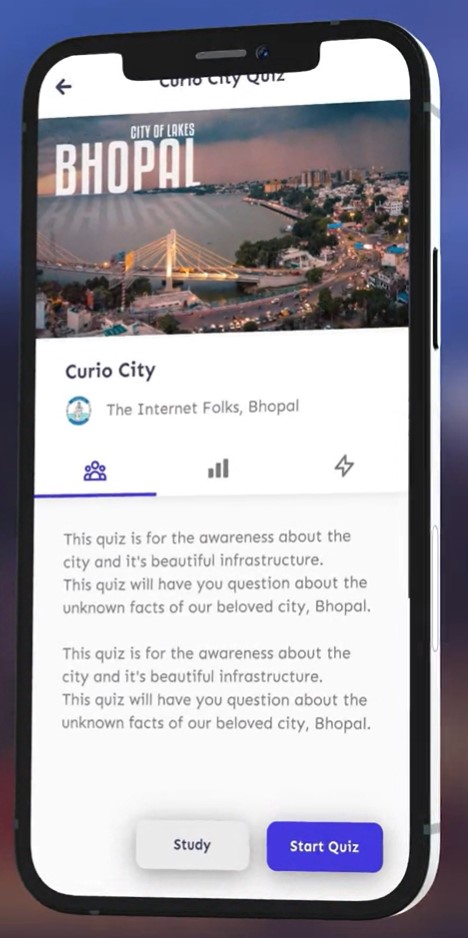 Curio City Quiz
CITY OF LAKES
BHOPAL
Curio City
The Internet Folks, Bhopal
This quiz is for the awareness about the
city and it's beautiful infrastructure.
This quiz will have you question about the
unknown facts of our beloved city, Bhopal.
This quiz is for the awareness about the
city and it's beautiful infrastructure.
This quiz will have you question about the
unknown facts of our beloved city, Bhopal.
Study
Start Quiz